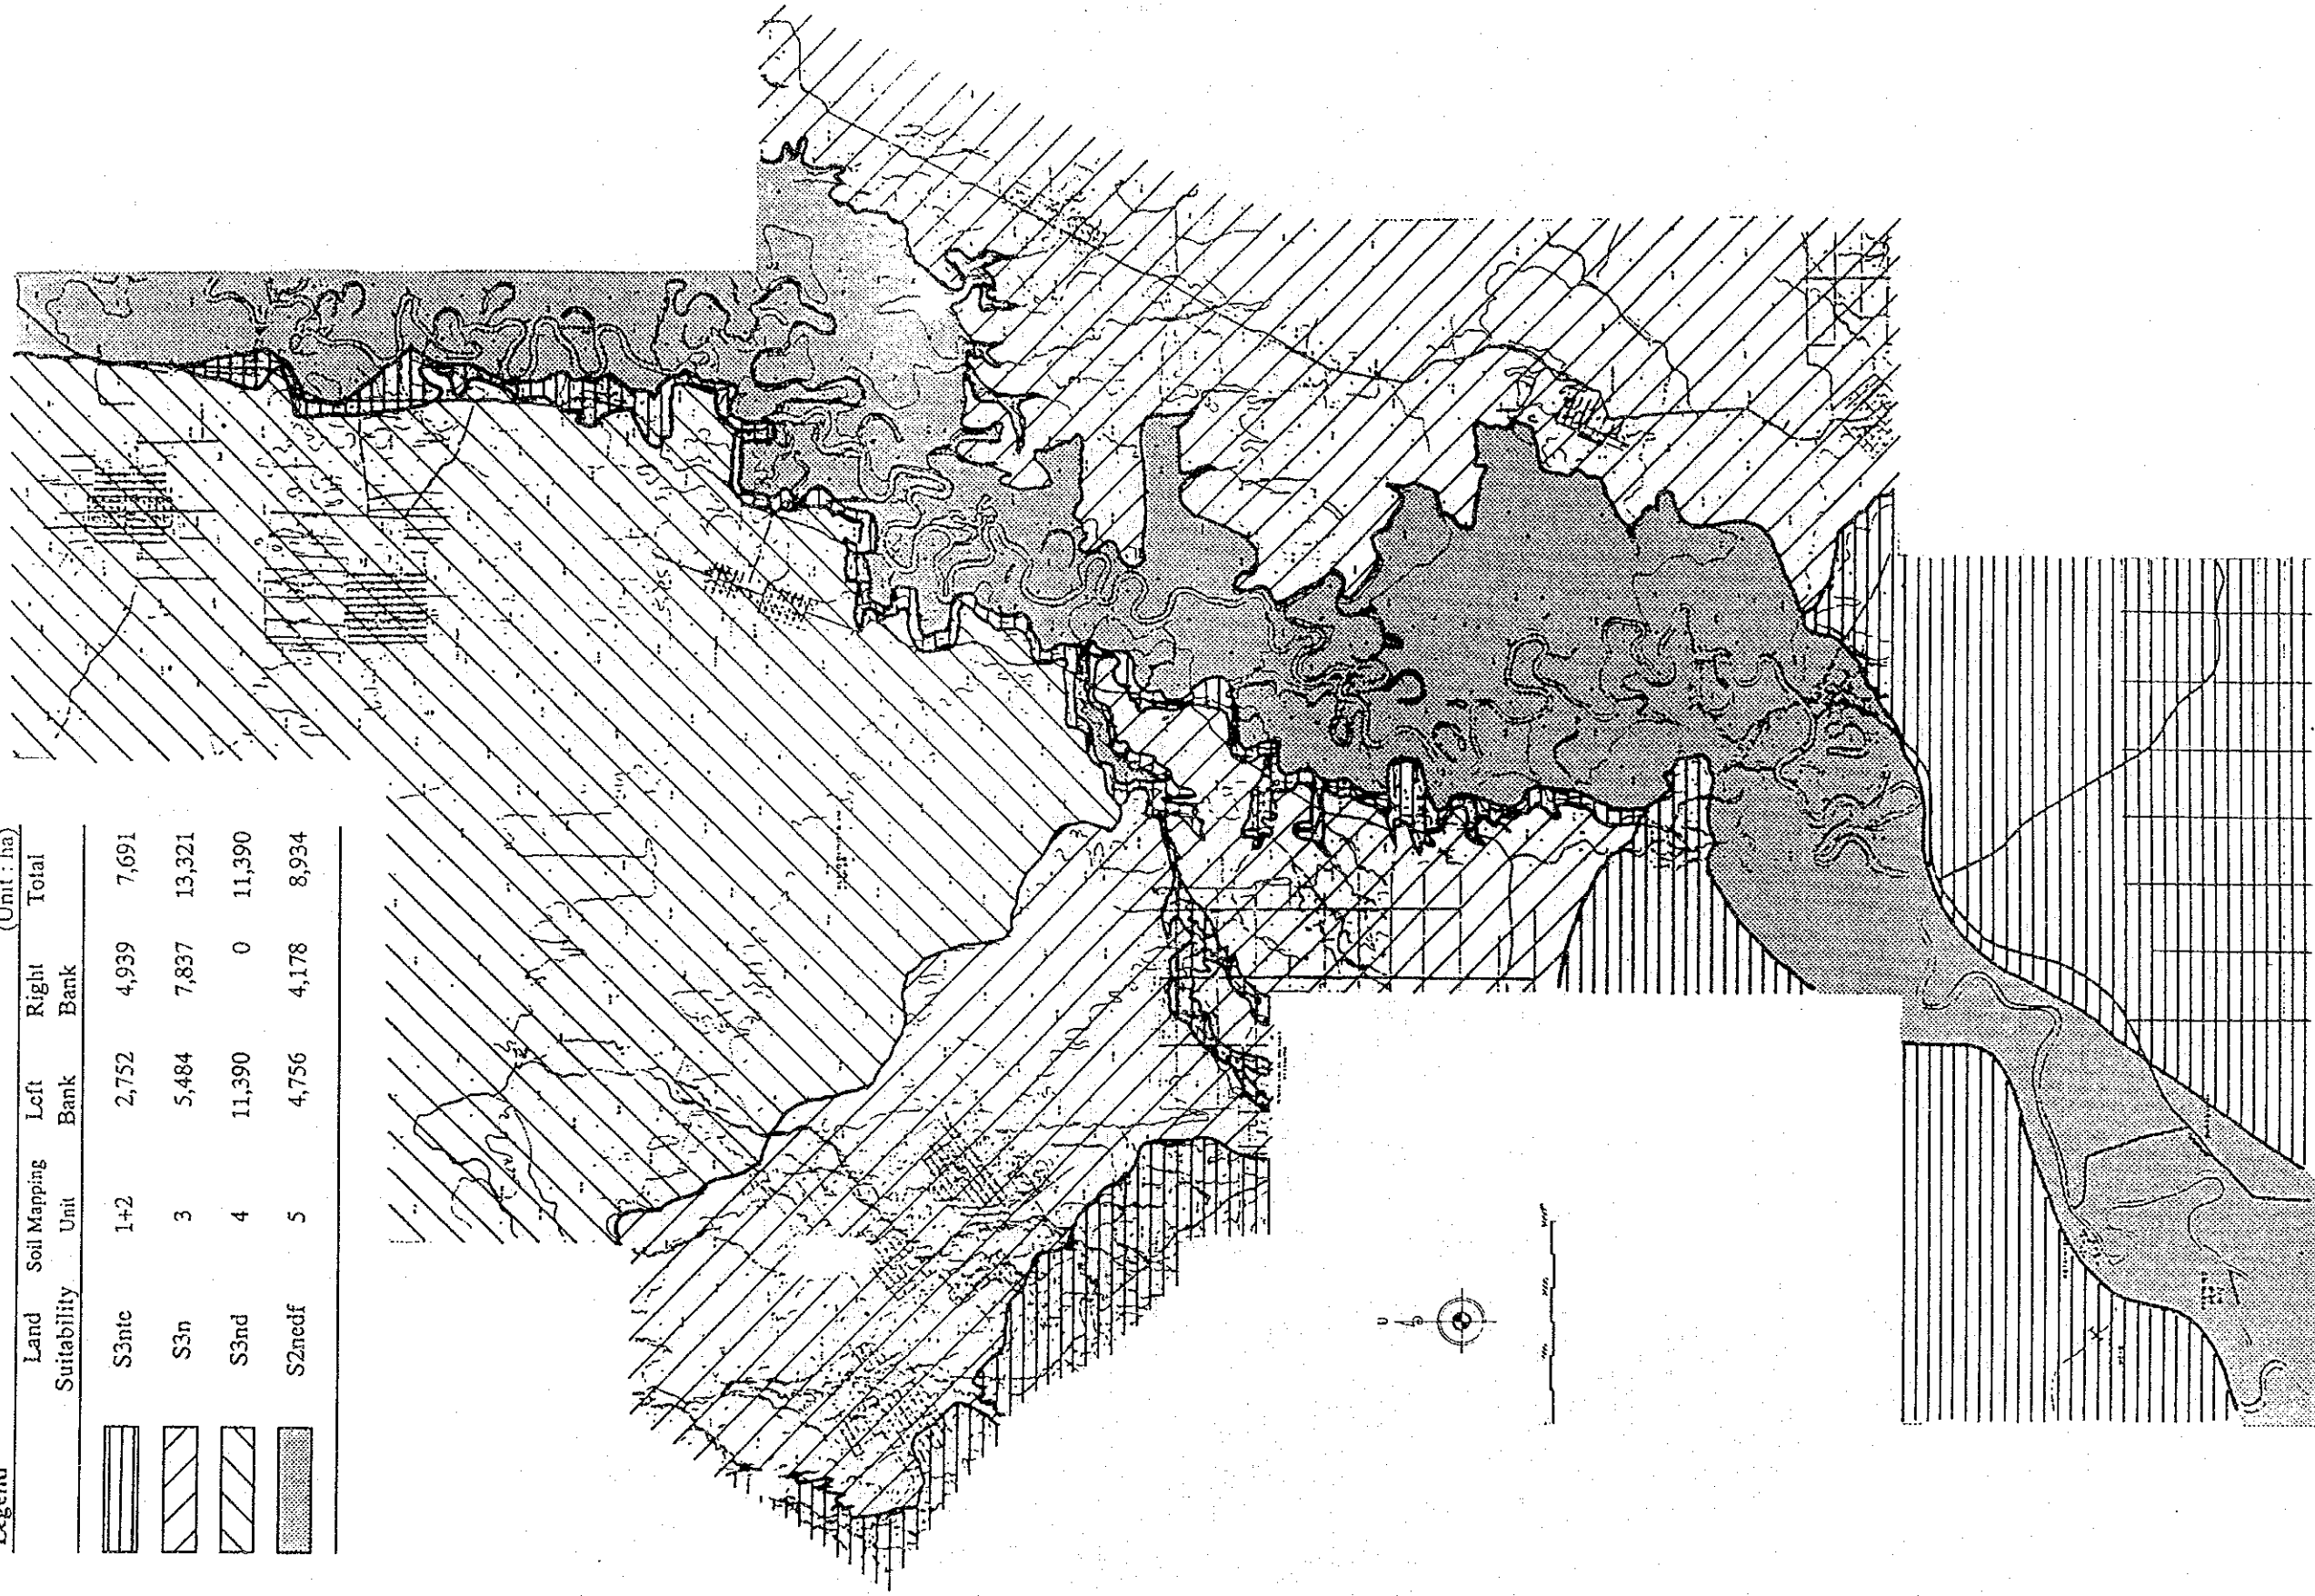 Legend
(Unit : ha)
Land Suitability Soil Mapping Unit Left Bank Right Bank Total
S3nte 1+2 2,752 4,939 7,691
S3n 3 5,484 7,837 13,321
S3nd 4 11,390 0 11,390
S2nedf 5 4,756 4,178 8,934